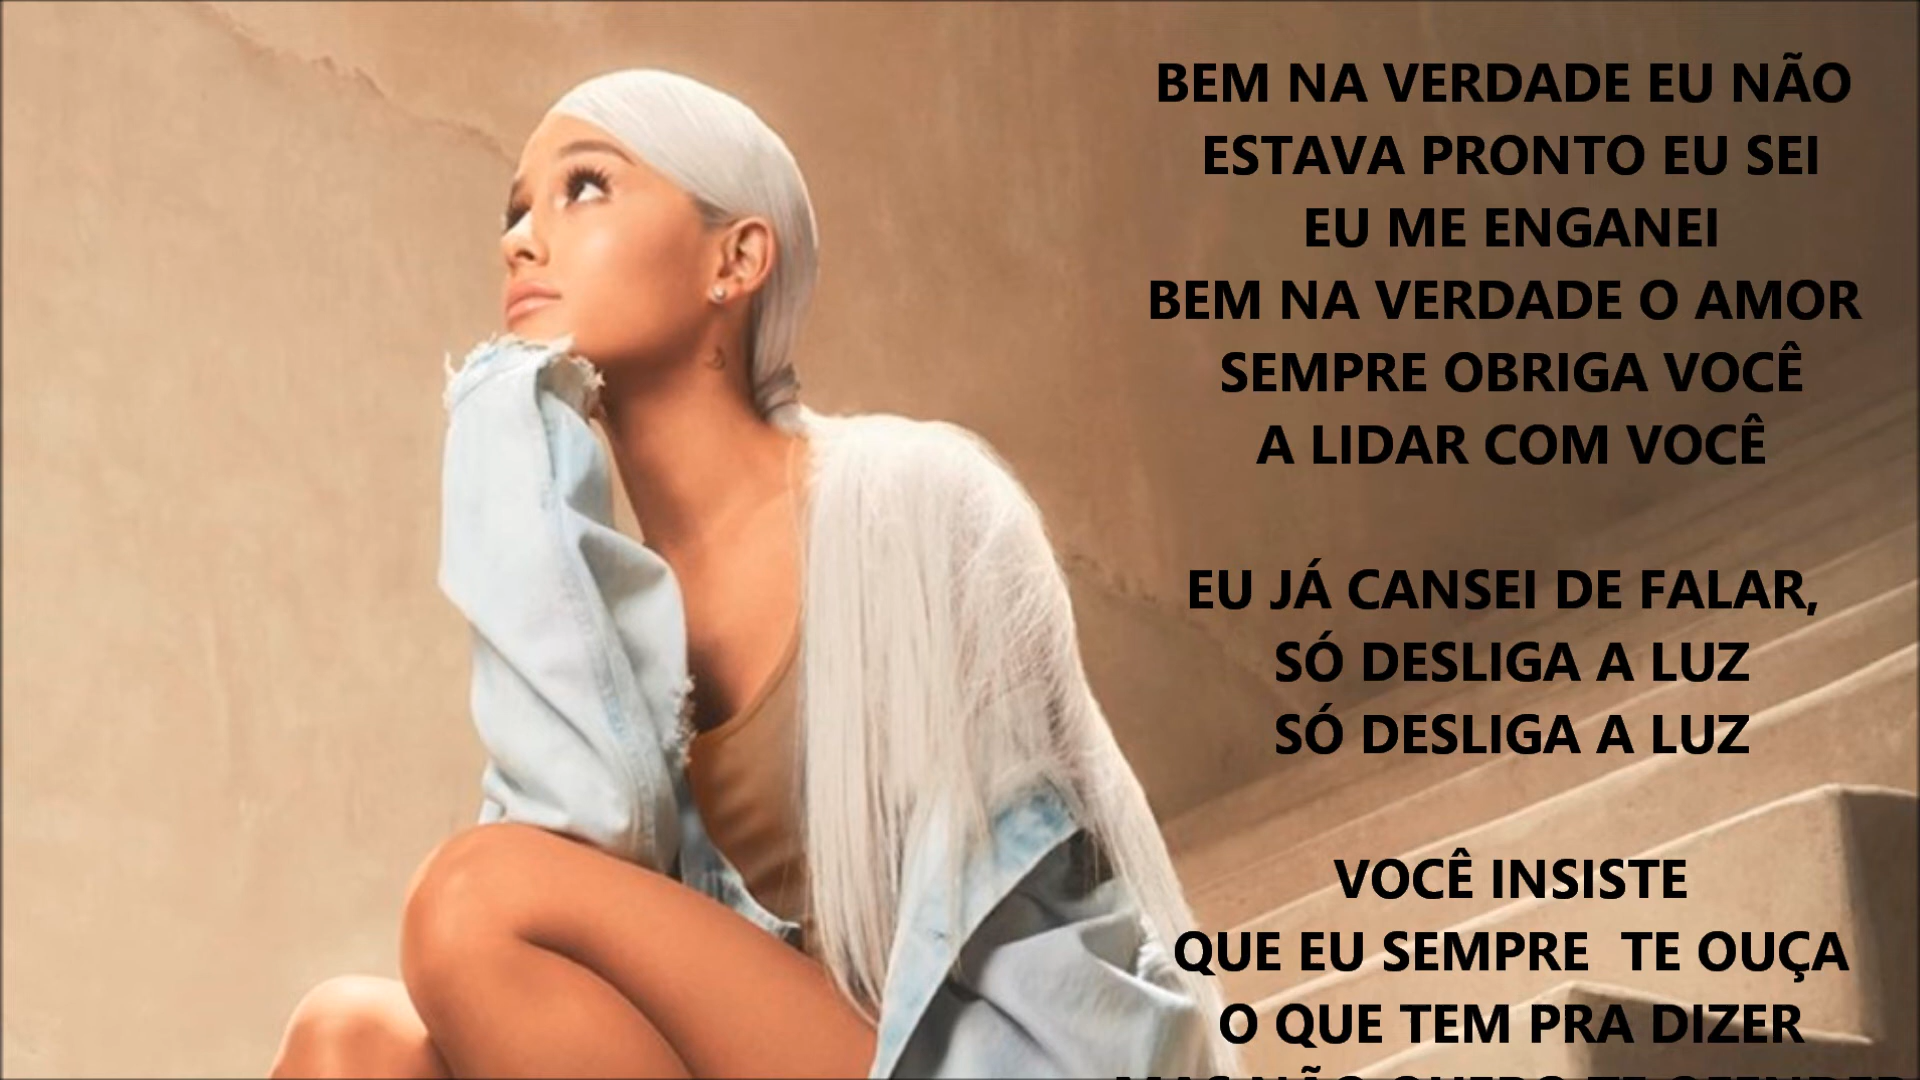 BEM NA VERDADE EU NÃO
ESTAVA PRONTO EU SEI
EU ME ENGANEI
BEM NA VERDADE O AMOR
SEMPRE OBRIGA VOCÊ
A LIDAR COM VOCÊ
EU JÁ CANSEI DE FALAR,
SÓ DESLIGA A LUZ
SÓ DESLIGA A LUZ
VOCÊ INSISTE
QUE EU SEMPRE  TE OUÇA
O QUE TEM PRA DIZER